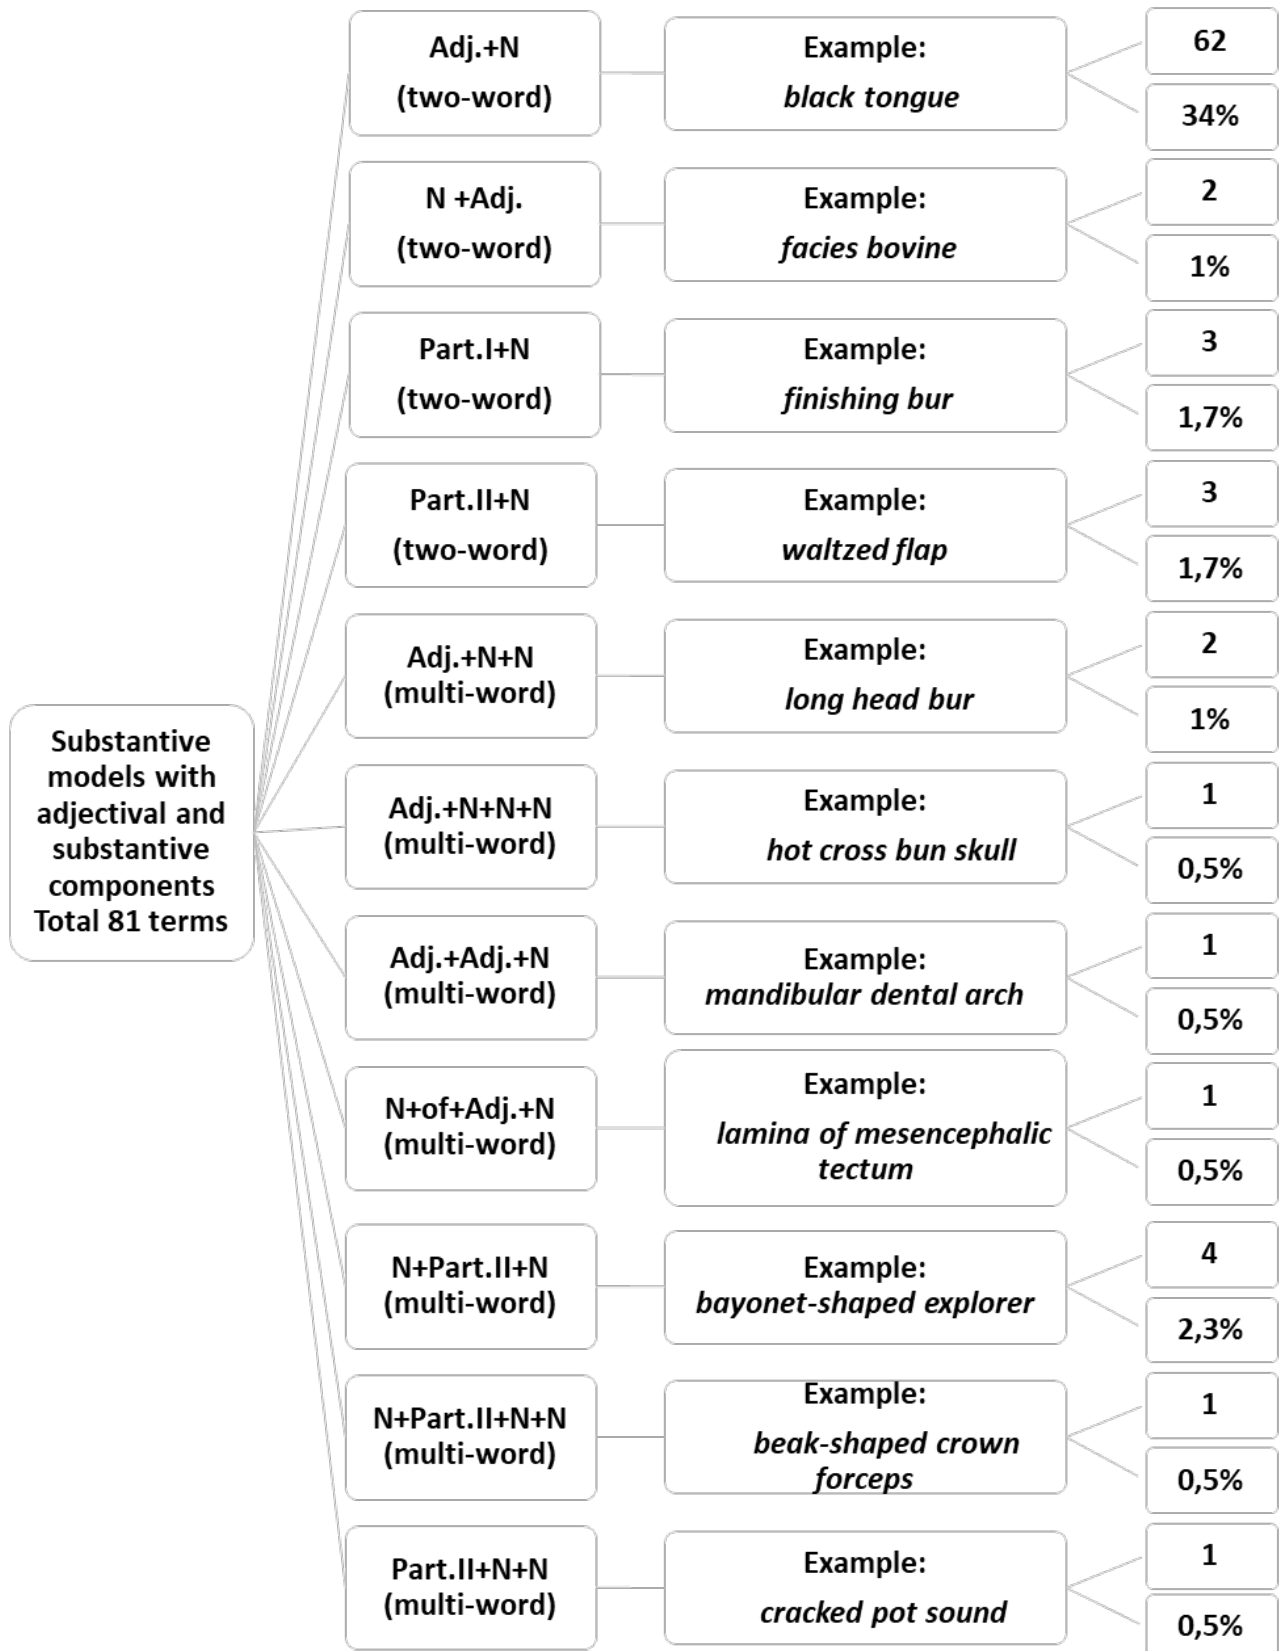 Substantive
models with
adjectival and
substantive
components
Total 81 terms
Adj.+N
(two-word)
Example:
black tongue
62
34%
N +Adj.
(two-word)
Example:
facies bovine
2
1%
Part.I+N
(two-word)
Example:
finishing bur
3
1,7%
Part.II+N
(two-word)
Example:
waltzed flap
3
1,7%
Adj.+N+N
(multi-word)
Example:
long head bur
2
1%
Adj.+N+N+N
(multi-word)
Example:
hot cross bun skull
1
0,5%
Adj.+Adj.+N
(multi-word)
Example:
mandibular dental arch
1
0,5%
N+of+Adj.+N
(multi-word)
Example:
lamina of mesencephalic
tectum
1
0,5%
N+Part.II+N
(multi-word)
Example:
bayonet-shaped explorer
4
2,3%
N+Part.II+N+N
(multi-word)
Example:
beak-shaped crown
forceps
1
0,5%
Part.II+N+N
(multi-word)
Example:
cracked pot sound
1
0,5%